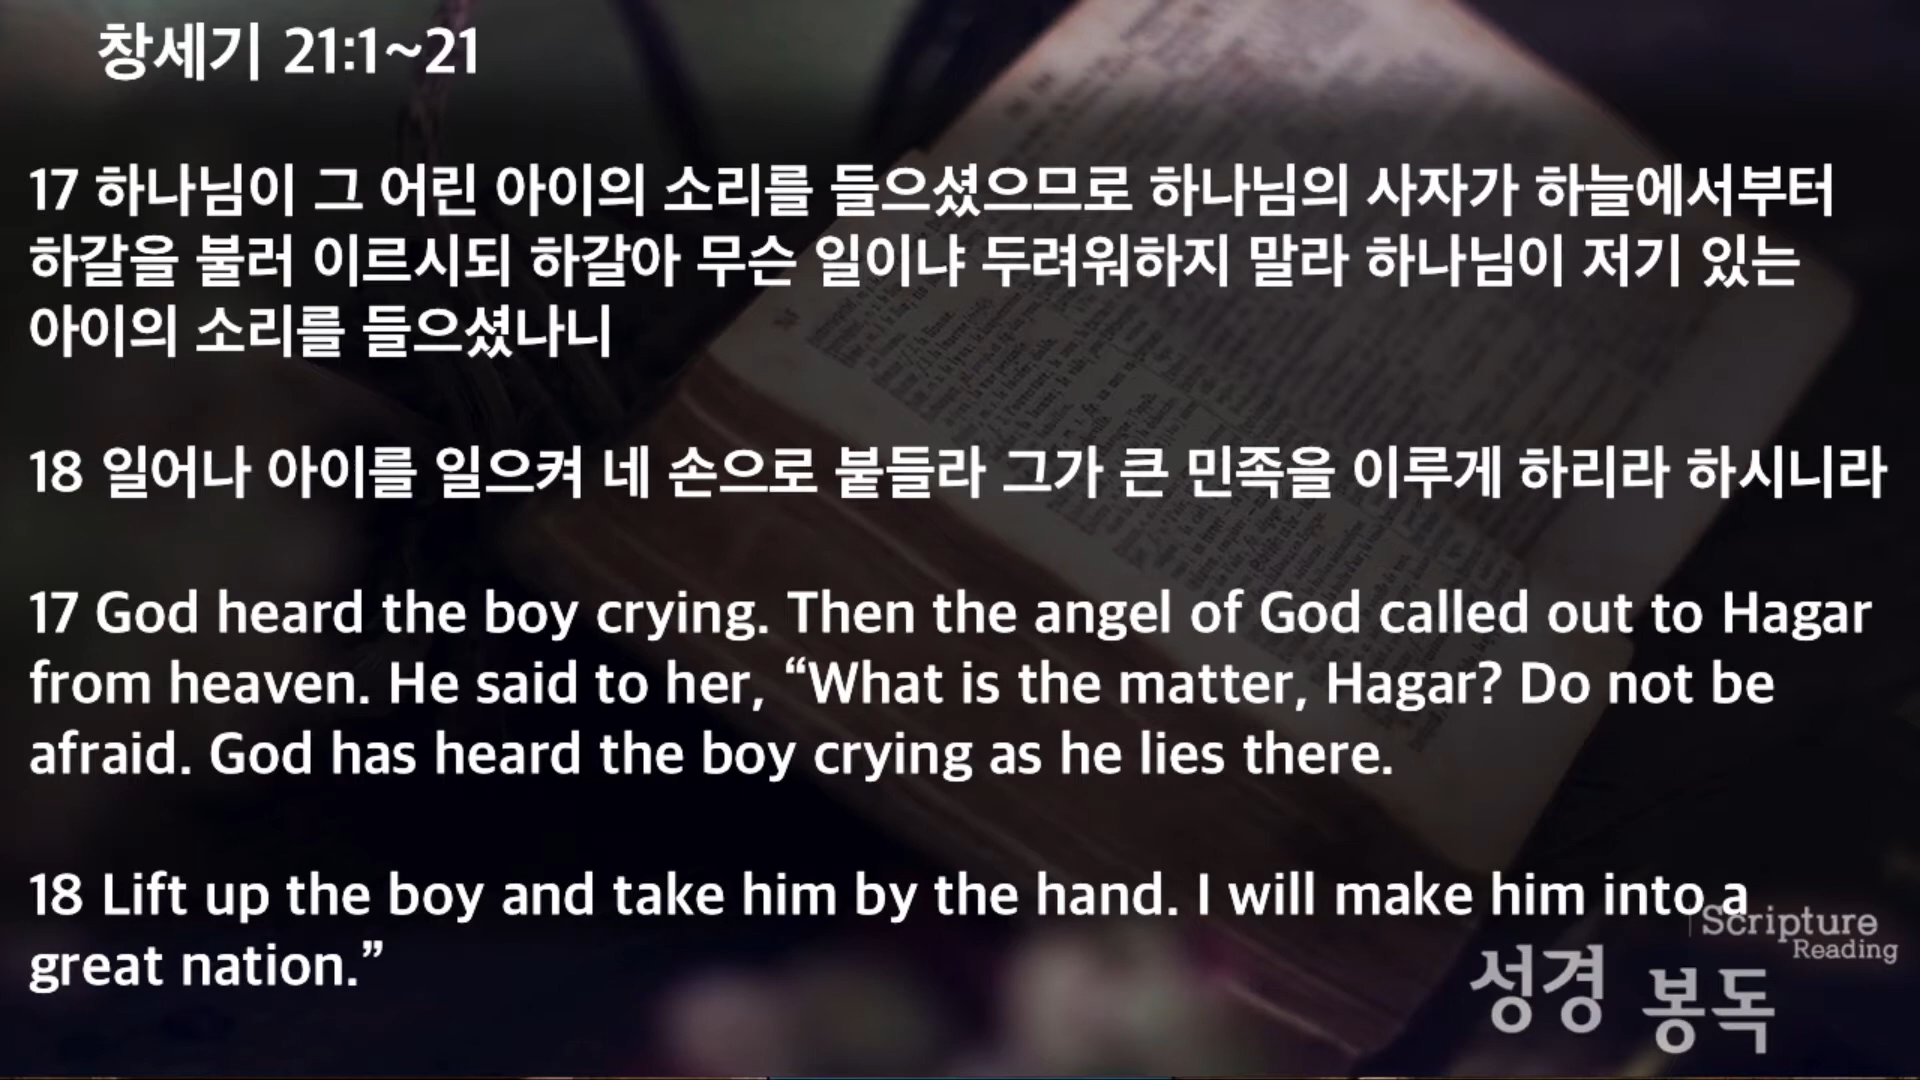 창세기 21:1~21
17 하나님이 그 어린 아이의 소리를 들으셨으므로 하나님의 사자가 하늘에서부터
하갈을 불러 이르시되 하갈아 무슨 일이냐 두려워하지 말라 하나님이 저기 있는
아이의 소리를 들으셨나니
18 일어나 아이를 일으켜 네 손으로 붙들라 그가 큰 민족을 이루게 하리라 하시니라
17 God heard the boy crying. Then the angel of God called out to Hagar
from heaven. He said to her, “What is the matter, Hagar? Do not be
afraid. God has heard the boy crying as he lies there.
18 Lift up the boy and take him by the hand. I will make him into a
great nation.”
Scripture
Reading
성경 봉독